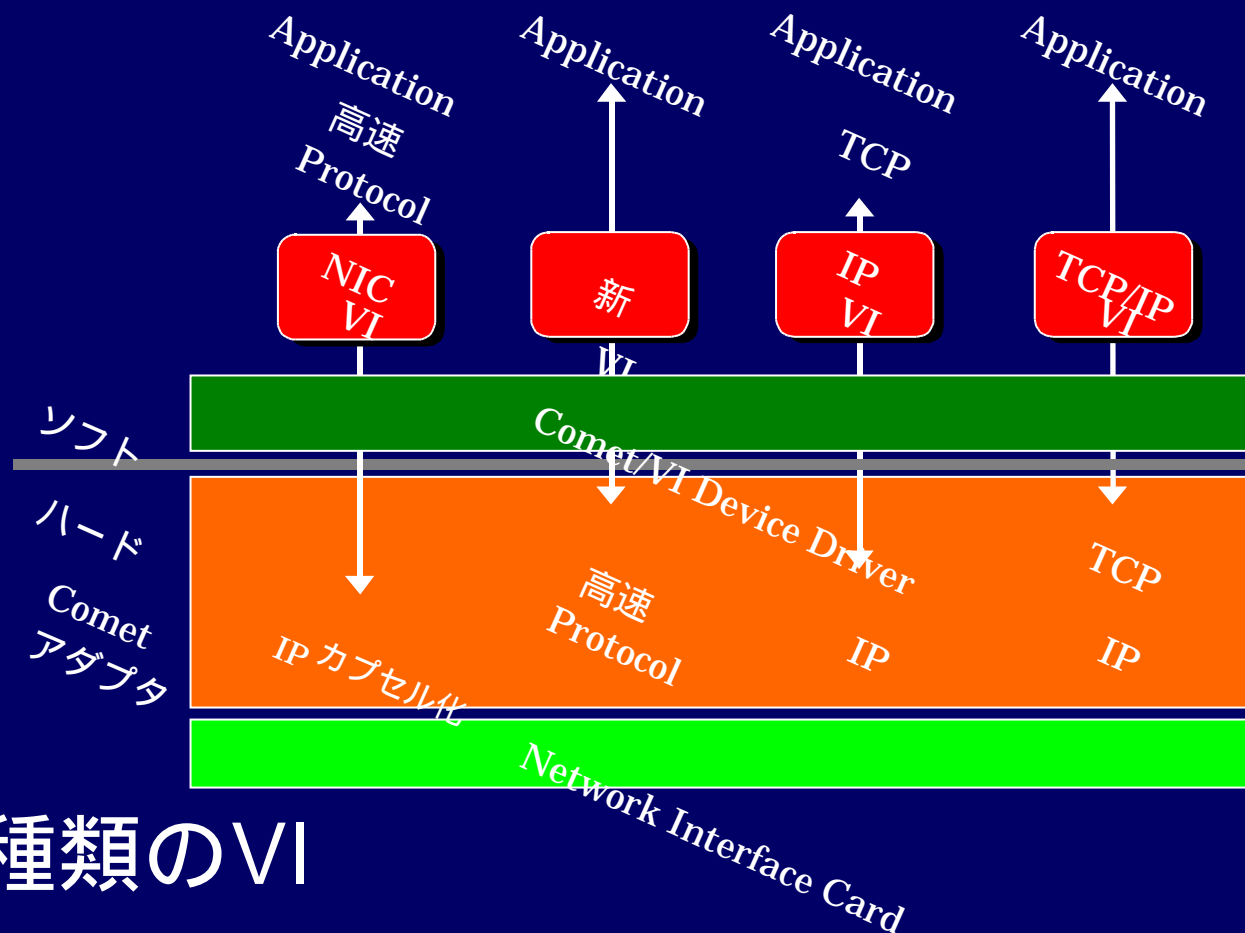 Application
Application
Application
Application
高速
Protocol
TCP
NIC
VI
新
VI
IP
VI
TCP/IP
VI
ソフト
Comet/VI Device Driver
ハード
Comet
アダプタ
IP カプセル化
高速
Protocol
IP
TCP
IP
Network Interface Card
種類のVI